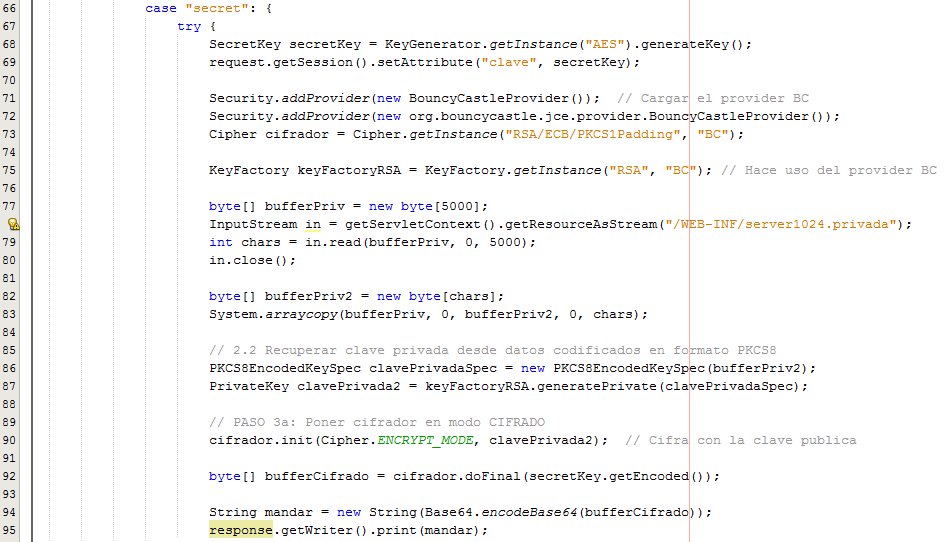 66 case "secret": {
67 try {
68 SecretKey secretKey = KeyGenerator.getInstance("AES").generateKey();
69 request.getSession().setAttribute("clave", secretKey);
70
71 Security.addProvider(new BouncyCastleProvider()); // Cargar el provider BC
72 Security.addProvider(new org.bouncycastle.jce.provider.BouncyCastleProvider());
73 Cipher cifrador = Cipher.getInstance("RSA/ECB/PKCS1Padding", "BC");
74
75 KeyFactory keyFactoryRSA = KeyFactory.getInstance("RSA", "BC"); // Hace uso del provider BC
76
77 byte[] bufferPriv = new byte[5000];
InputStream in = getServletContext().getResourceAsStream("/WEB-INF/server1024.privada");
79 int chars = in.read(bufferPriv, 0, 5000);
80 in.close();
81
82 byte[] bufferPriv2 = new byte[chars];
83 System.arraycopy(bufferPriv, 0, bufferPriv2, 0, chars);
84
85 // 2.2 Recuperar clave privada desde datos codificados en formato PKCS8
86 PKCS8EncodedKeySpec clavePrivadaSpec = new PKCS8EncodedKeySpec(bufferPriv2);
87 PrivateKey clavePrivada2 = keyFactoryRSA.generatePrivate(clavePrivadaSpec);
88
89 // PASO 3a: Poner cifrador en modo CIFRADO
90 cifrador.init(Cipher.ENCRYPT_MODE, clavePrivada2); // Cifra con la clave publica
91
92 byte[] bufferCifrado = cifrador.doFinal(secretKey.getEncoded());
93
94 String mandar = new String(Base64.encodeBase64(bufferCifrado));
95 response.getWriter().print(mandar);